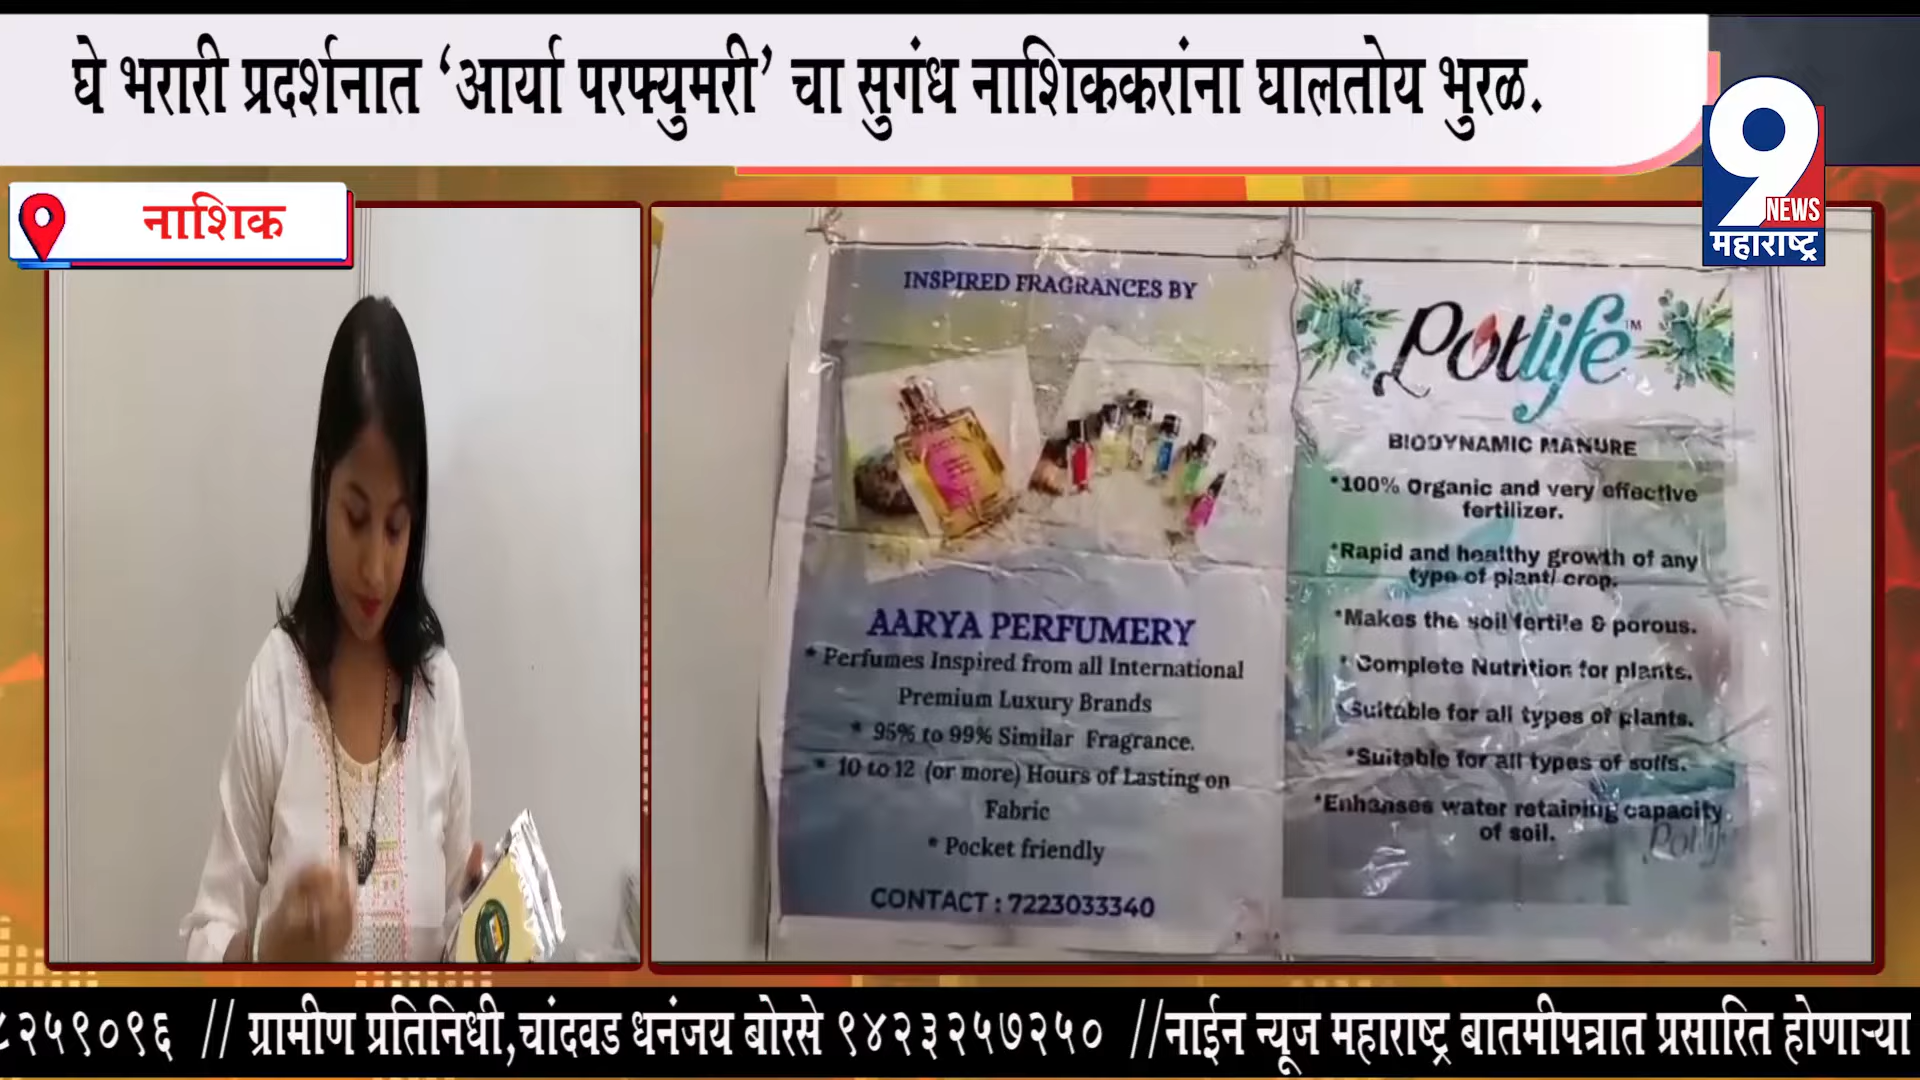 घे भरारी प्रदर्शनात ‘आर्या परफ्युमरी’ चा सुगंध नाशिककरांना घालतोय भुरळ.
9
NEWS
महाराष्ट्र
नाशिक
INSPIRED FRAGRANCES BY
AARYA PERFUMERY
* Perfumes Inspired from all International
Premium Luxury Brands
* 95% to 99% Similar Fragrance.
* 10 to 12 (or more) Hours of Lasting on
Fabric
* Pocket friendly
CONTACT : 7223033340
Potlife™
BIODYNAMIC MANURE
*100% Organic and very effective
fertilizer.
*Rapid and healthy growth of any
type of plant/ crop.
*Makes the soil fertile & porous.
* Complete Nutrition for plants.
*Suitable for all types of plants.
*Suitable for all types of soils.
*Enhanses water retaining capacity
of soil.
Potlife
८२५९०९६ // ग्रामीण प्रतिनिधी,चांदवड धनंजय बोरसे ९४२३२५७२५० //नाईन न्यूज महाराष्ट्र बातमीपत्रात प्रसारित होणाऱ्या